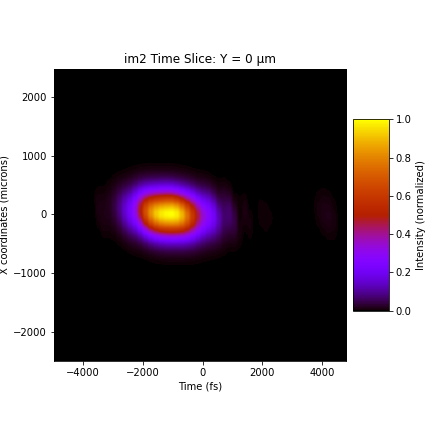 im2 Time Slice: Y = 0 μm
2000
1000
0
−1000
−2000
X coordinates (microns)
−4000 −2000 0 2000 4000
Time (fs)
1.0
0.8
0.6
0.4
0.2
0.0
Intensity (normalized)